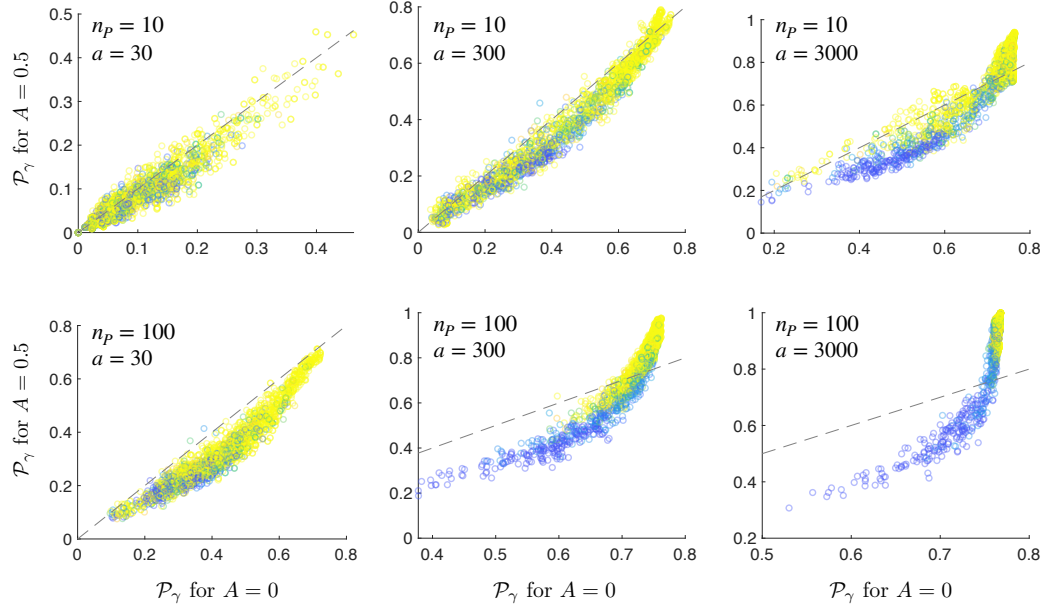 n_P = 10
a = 30
0.5
0.4
0.3
0.2
0.1
0
0 0.1 0.2 0.3 0.4
𝒫_γ for A = 0.5
n_P = 10
a = 300
0.8
0.6
0.4
0.2
0
0 0.2 0.4 0.6 0.8
n_P = 10
a = 3000
1
0.8
0.6
0.4
0.2
0
0.2 0.4 0.6 0.8
n_P = 100
a = 30
0.8
0.6
0.4
0.2
0
0 0.2 0.4 0.6 0.8
𝒫_γ for A = 0.5
𝒫_γ for A = 0
n_P = 100
a = 300
1
0.8
0.6
0.4
0.2
0
0.4 0.5 0.6 0.7 0.8
𝒫_γ for A = 0
n_P = 100
a = 3000
1
0.8
0.6
0.4
0.2
0.5 0.6 0.7 0.8
𝒫_γ for A = 0